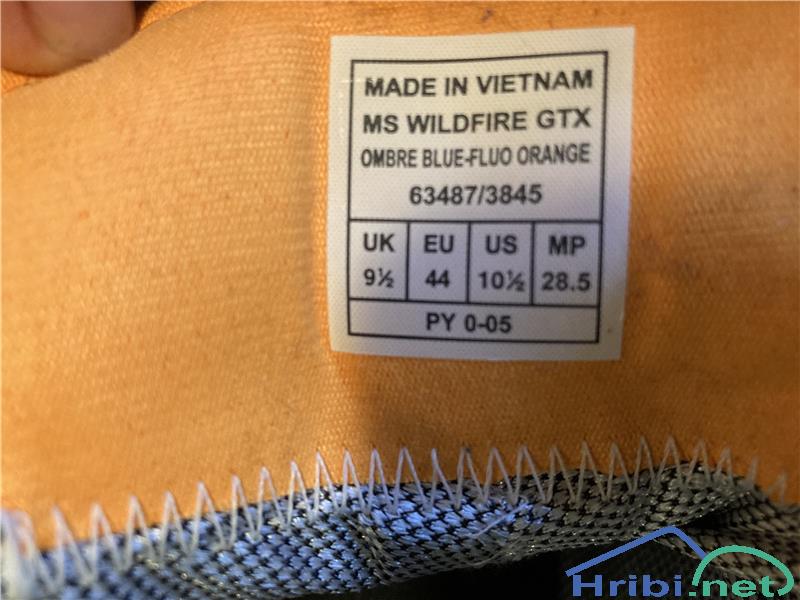 MADE IN VIETNAM
MS WILDFIRE GTX
OMBRE BLUE-FLUO ORANGE
63487/3845
UK EU US MP
9½ 44 10½ 28.5
PY 0-05
Hribi.net